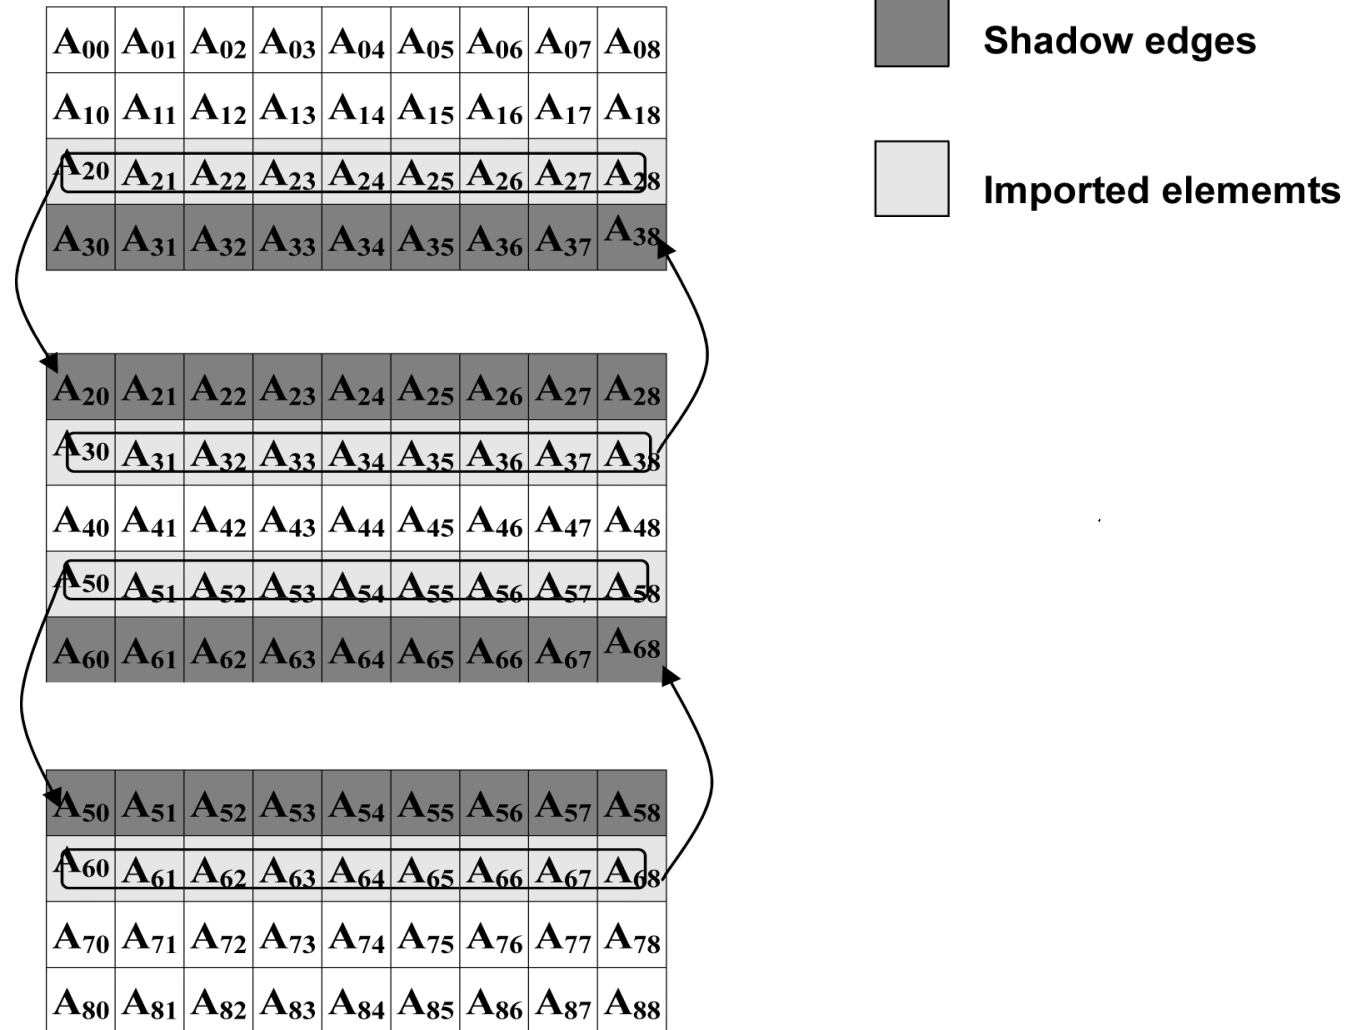 A00 A01 A02 A03 A04 A05 A06 A07 A08
Shadow edges
A10 A11 A12 A13 A14 A15 A16 A17 A18
A20 A21 A22 A23 A24 A25 A26 A27 A28
Imported elememts
A30 A31 A32 A33 A34 A35 A36 A37 A38
A20 A21 A22 A23 A24 A25 A26 A27 A28
A30 A31 A32 A33 A34 A35 A36 A37 A38
A40 A41 A42 A43 A44 A45 A46 A47 A48
A50 A51 A52 A53 A54 A55 A56 A57 A58
A60 A61 A62 A63 A64 A65 A66 A67 A68
A50 A51 A52 A53 A54 A55 A56 A57 A58
A60 A61 A62 A63 A64 A65 A66 A67 A68
A70 A71 A72 A73 A74 A75 A76 A77 A78
A80 A81 A82 A83 A84 A85 A86 A87 A88